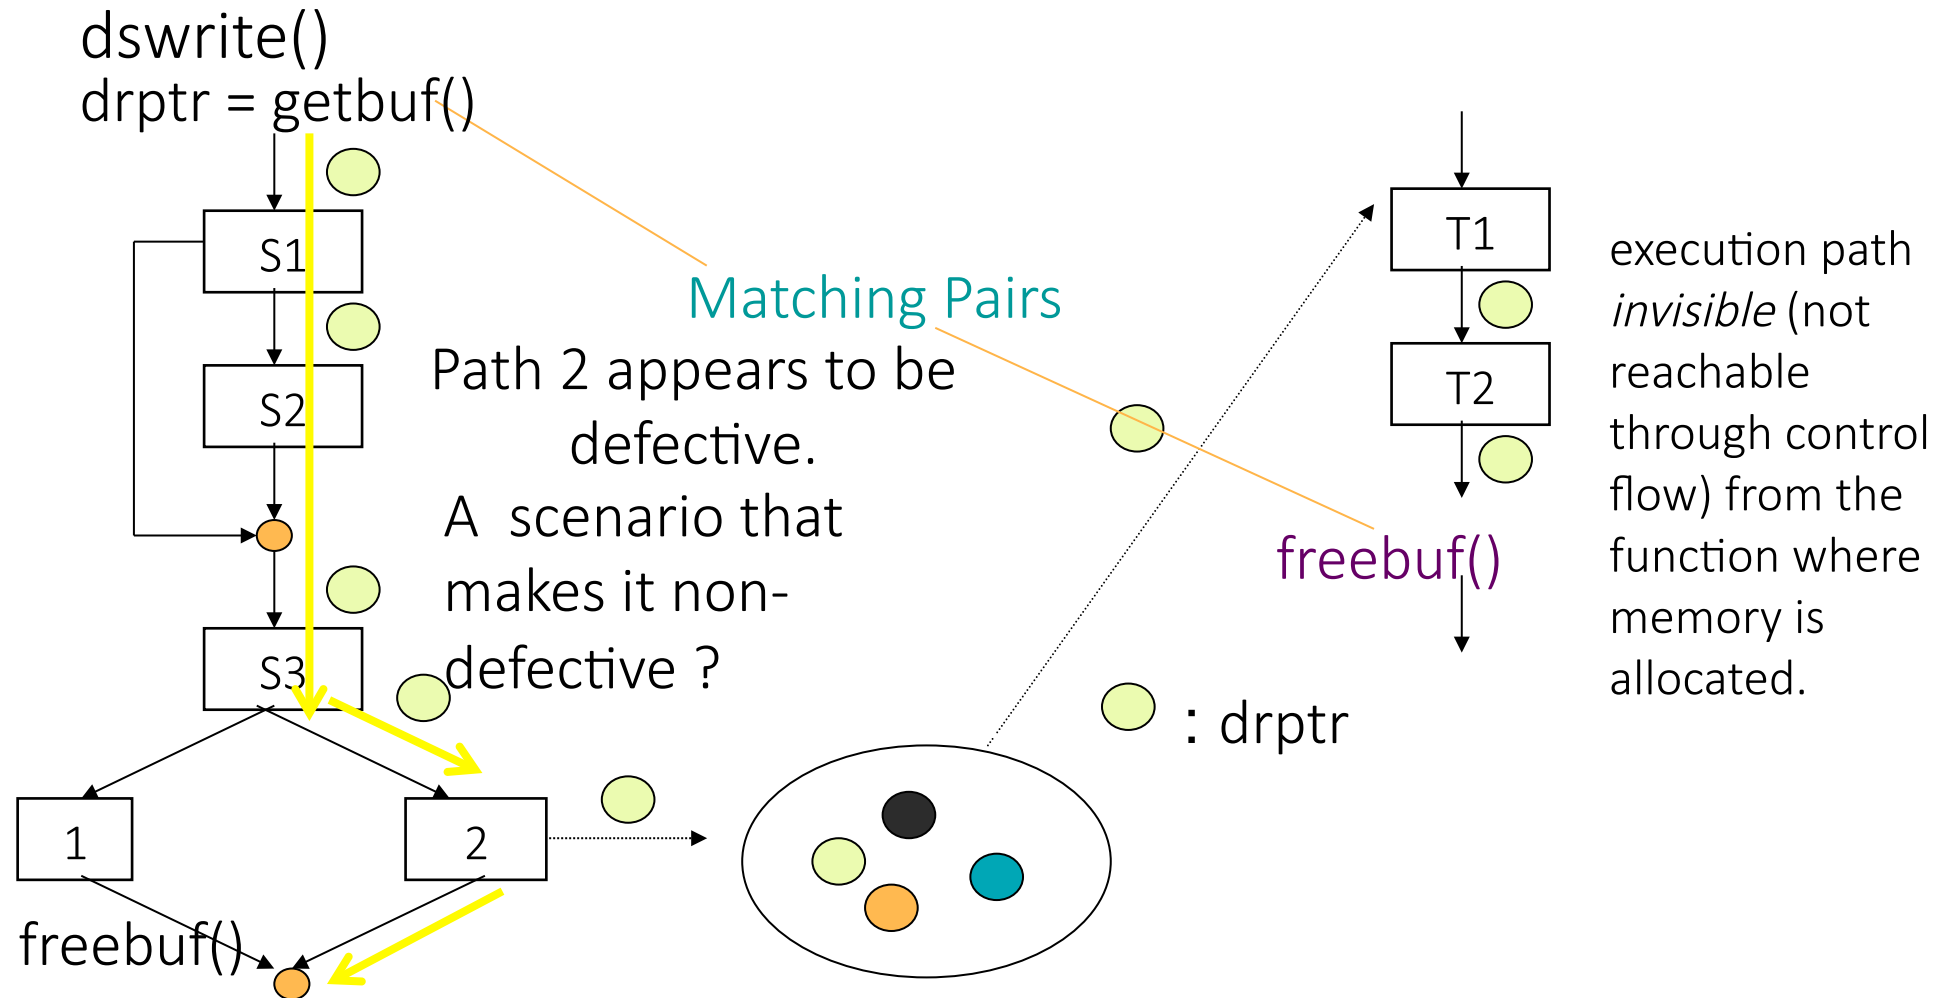 dswrite()
drptr = getbuf()
S1
S2
S3
1
2
freebuf()
Matching Pairs
Path 2 appears to be
defective.
A scenario that
makes it non-
defective ?
T1
T2
freebuf()
: drptr
execution path
invisible (not
reachable
through control
flow) from the
function where
memory is
allocated.